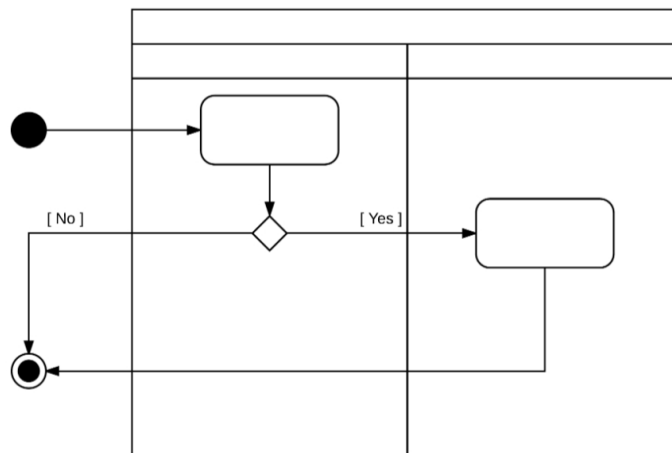 [ No ]
[ Yes ]